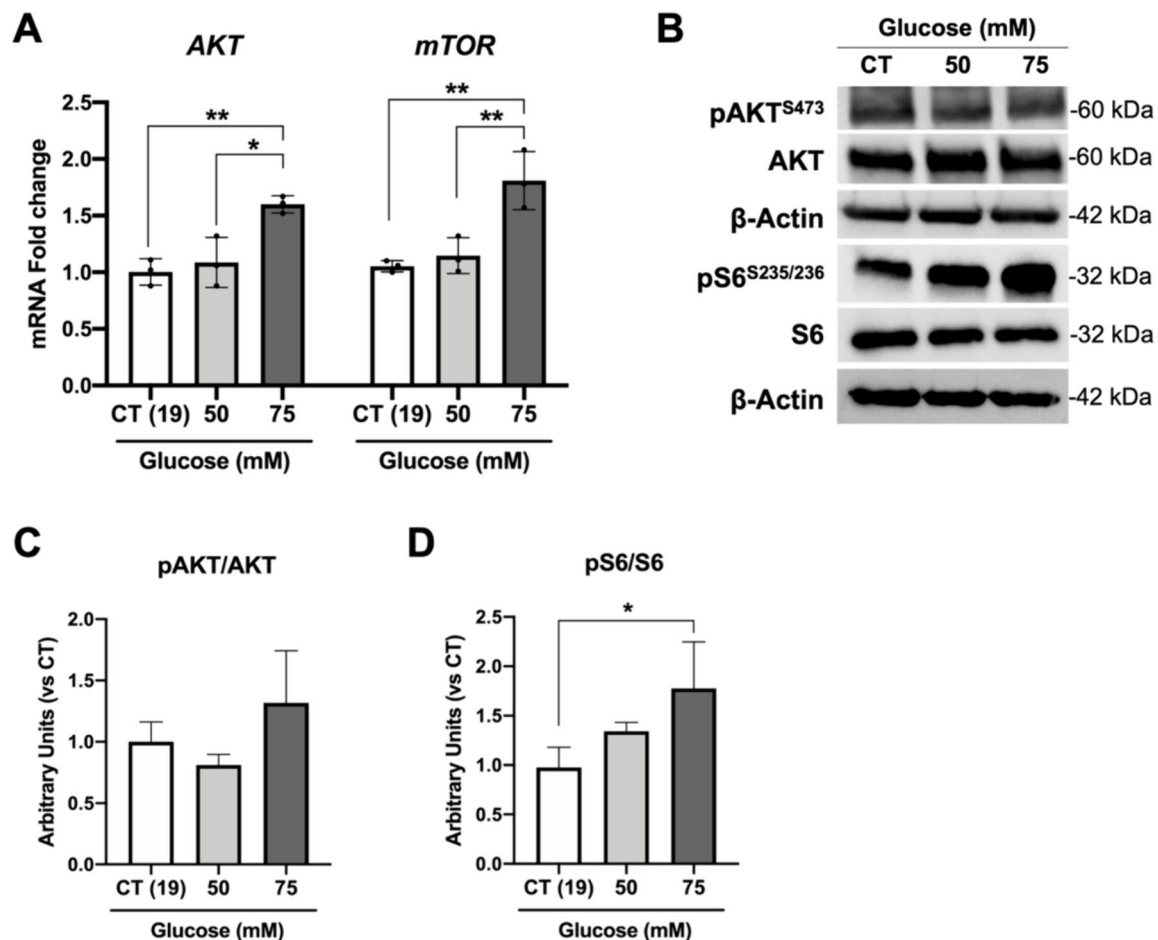 A
AKT mTOR
** **
* **
mRNA Fold change
2.5
2.0
1.5
1.0
0.5
0.0
CT (19) 50 75 CT (19) 50 75
Glucose (mM) Glucose (mM)
B
Glucose (mM)
CT 50 75
pAKTS473 -60 kDa
AKT -60 kDa
β-Actin -42 kDa
pS6S235/236 -32 kDa
S6 -32 kDa
β-Actin -42 kDa
C
pAKT/AKT
Arbitrary Units (vs CT)
2.0
1.5
1.0
0.5
0.0
CT (19) 50 75
Glucose (mM)
D
pS6/S6
*
Arbitrary Units (vs CT)
2.5
2.0
1.5
1.0
0.5
0.0
CT (19) 50 75
Glucose (mM)